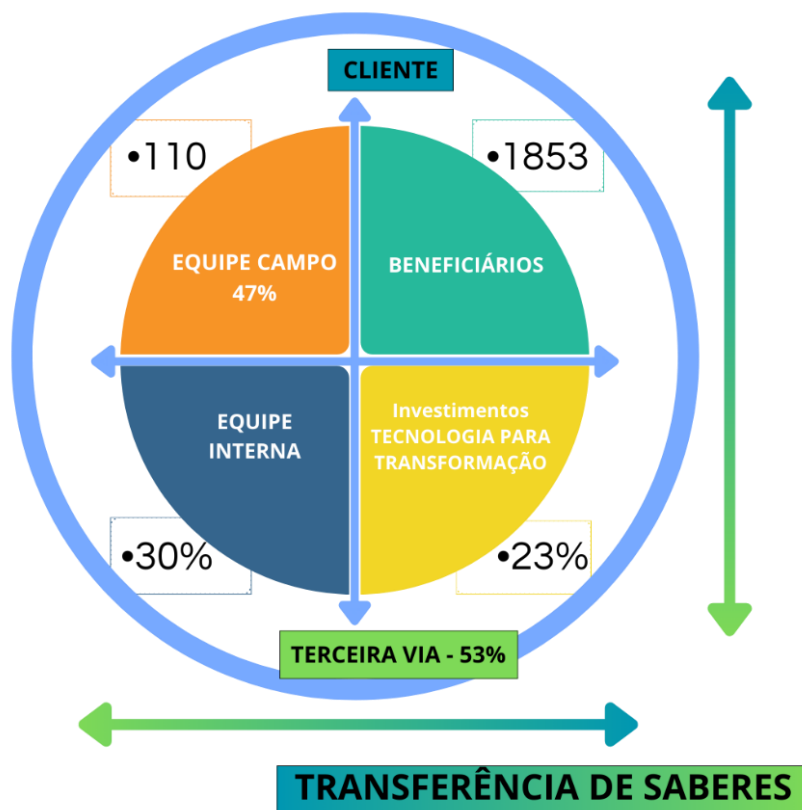 CLIENTE
•110
•1853
EQUIPE CAMPO
47%
BENEFICIÁRIOS
EQUIPE
INTERNA
Investimentos
TECNOLOGIA PARA
TRANSFORMAÇÃO
•30%
•23%
TERCEIRA VIA - 53%
TRANSFERÊNCIA DE SABERES